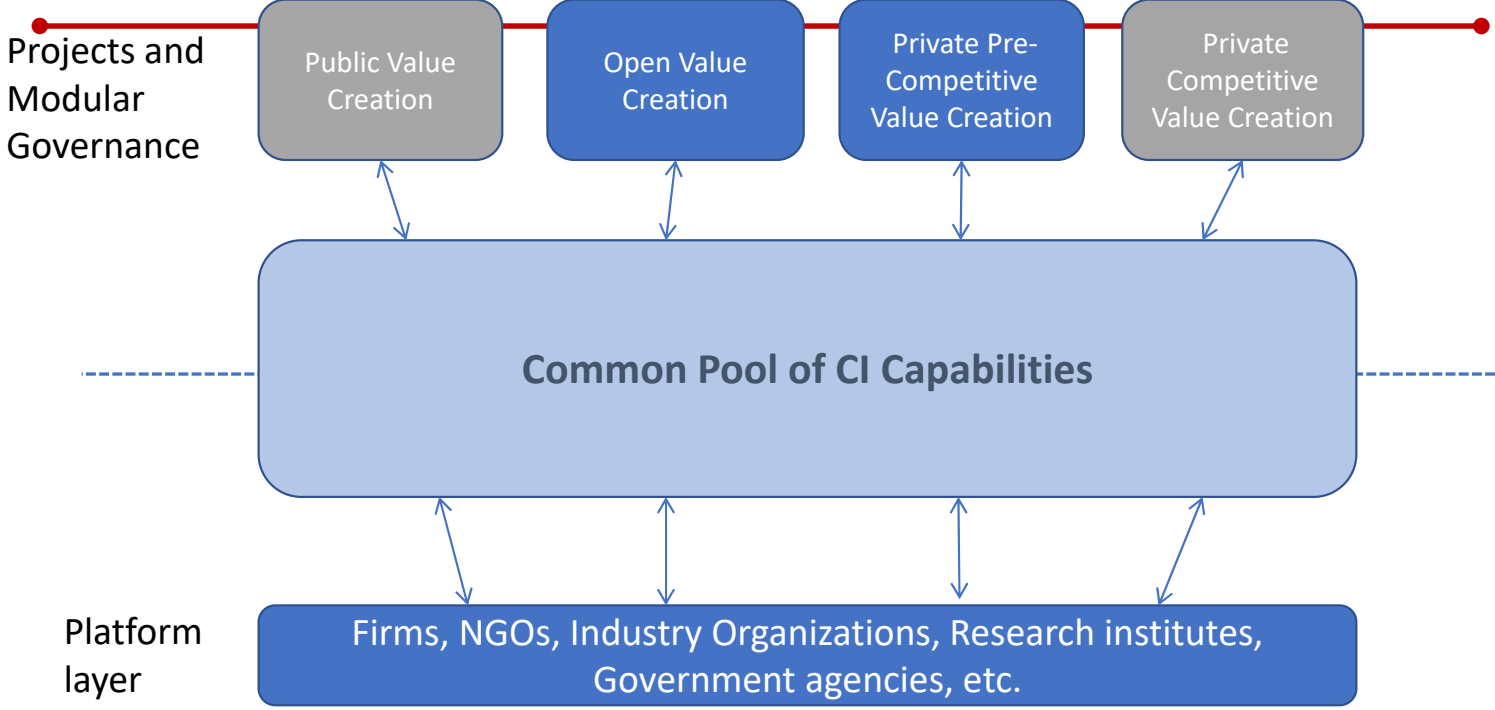 Projects and
Modular
Governance
Public Value
Creation
Open Value
Creation
Private Pre-
Competitive
Value Creation
Private
Competitive
Value Creation
Common Pool of CI Capabilities
Platform
layer
Firms, NGOs, Industry Organizations, Research institutes,
Government agencies, etc.